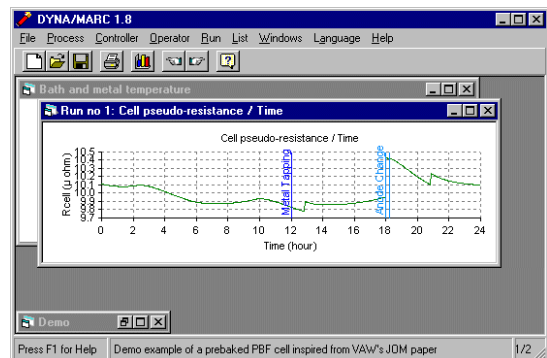 DYNA/MARC 1.8
File Process Controller Operator Run List Windows Language Help
Bath and metal temperature
Run no 1: Cell pseudo-resistance / Time
Cell pseudo-resistance / Time
Rcell (µ ohm)
10.5
10.4
10.3
10.2
10.1
10.0
9.9
9.8
9.7
Metal Tapping
Anode Change
0 2 4 6 8 10 12 14 16 18 20 22 24
Time (hour)
Demo
Press F1 for Help Demo example of a prebaked PBF cell inspired from VAW's JOM paper 1/2